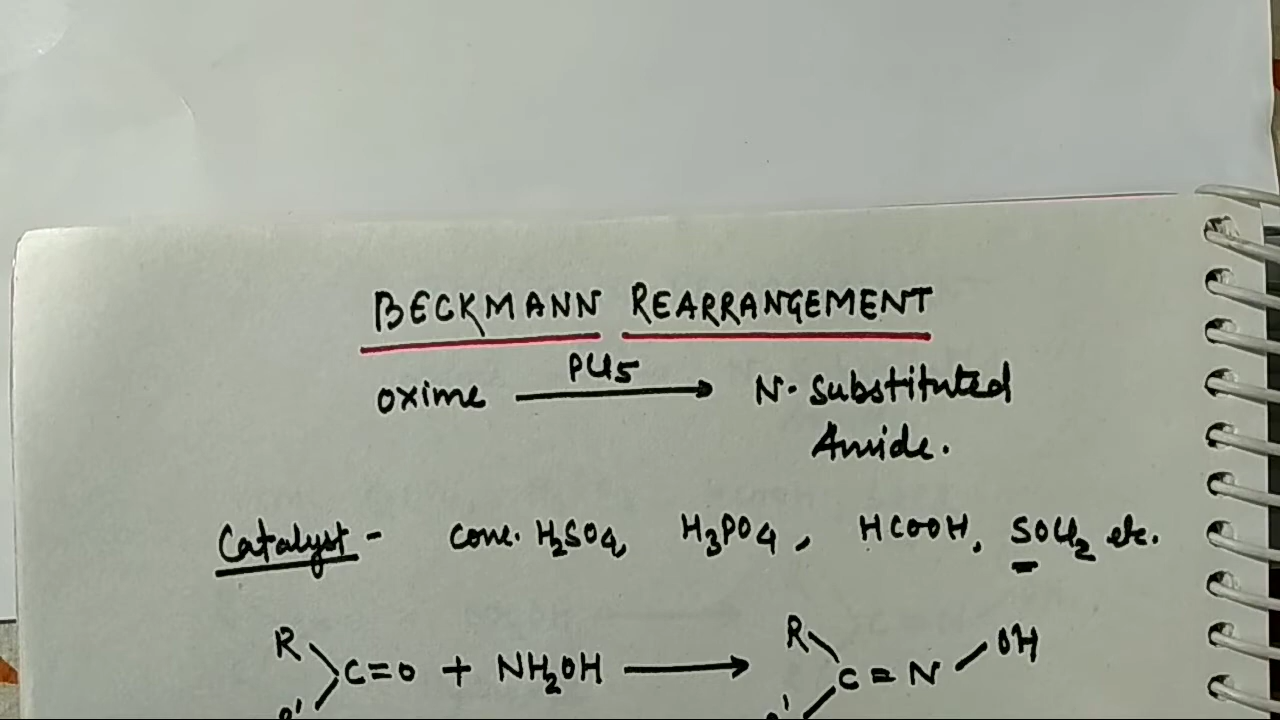 BECKMANN REARRANGEMENT
oxime PCl5 → N-Substituted
Amide.
Catalyst - conc. H2SO4, H3PO4, HCOOH, SOCl2 etc.
R OH
C=O + NH2OH → R C=N
R' R'